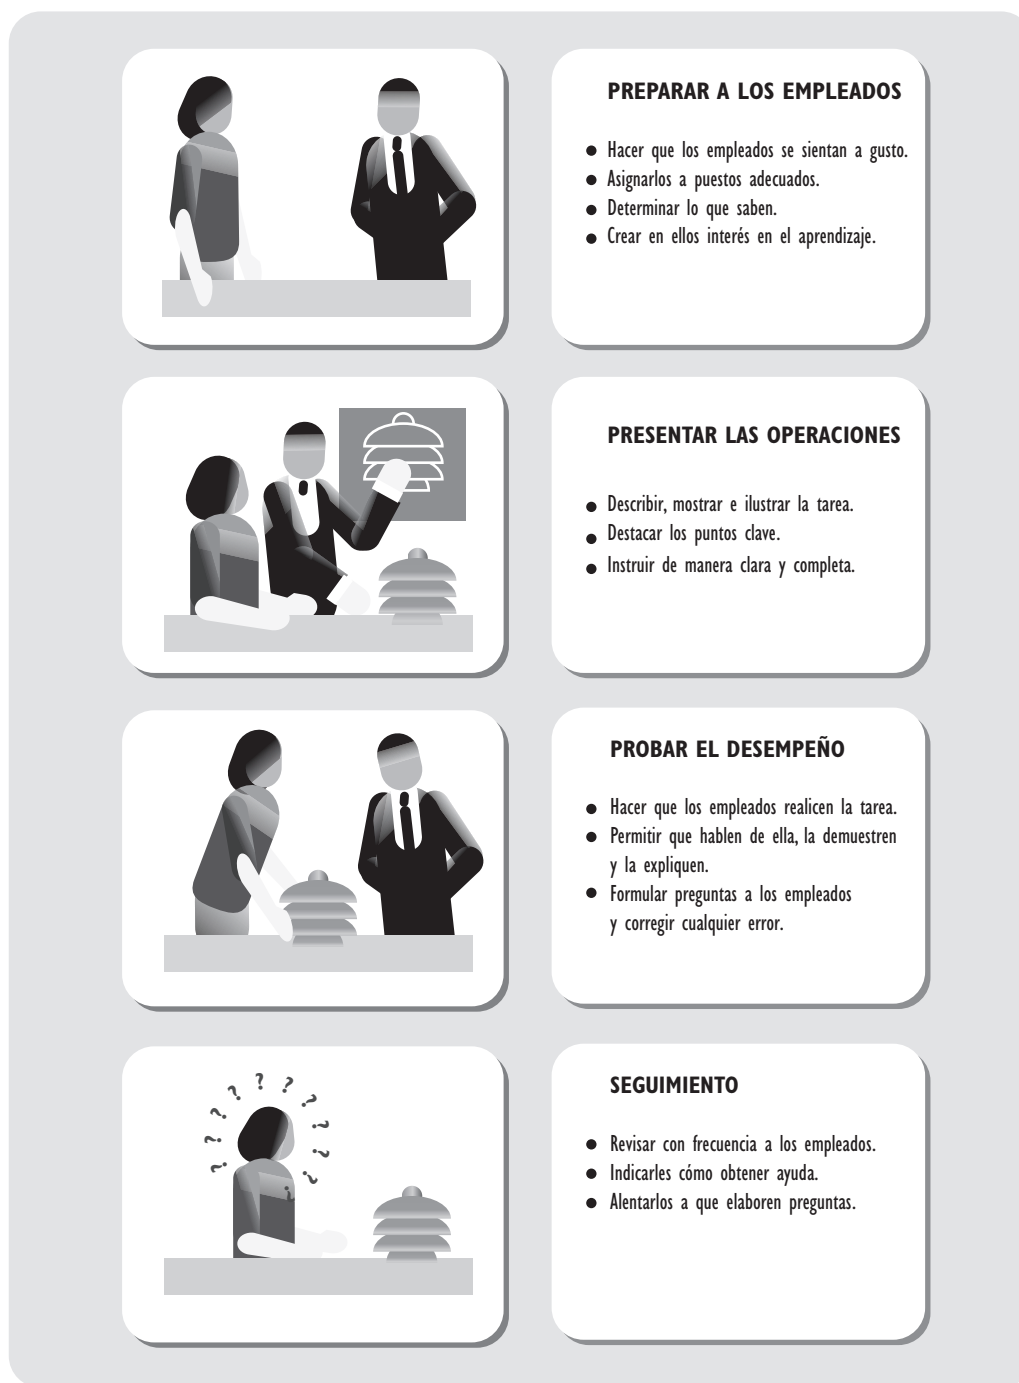 PREPARAR A LOS EMPLEADOS
● Hacer que los empleados se sientan a gusto.
● Asignarlos a puestos adecuados.
● Determinar lo que saben.
● Crear en ellos interés en el aprendizaje.
PRESENTAR LAS OPERACIONES
● Describir, mostrar e ilustrar la tarea.
● Destacar los puntos clave.
● Instruir de manera clara y completa.
PROBAR EL DESEMPEÑO
● Hacer que los empleados realicen la tarea.
● Permitir que hablen de ella, la demuestren
y la expliquen.
● Formular preguntas a los empleados
y corregir cualquier error.
? ? ? ? ? ? ? ? ? ? ? ?
SEGUIMIENTO
● Revisar con frecuencia a los empleados.
● Indicarles cómo obtener ayuda.
● Alentarlos a que elaboren preguntas.